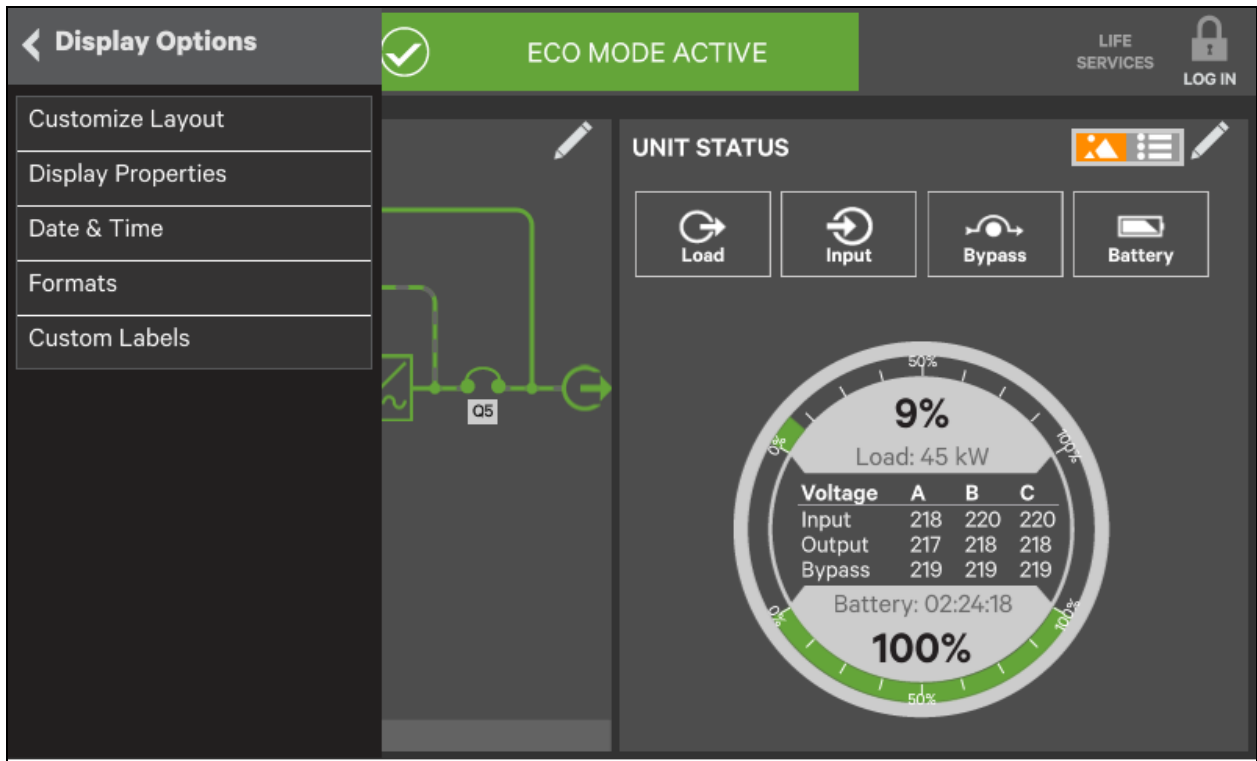 Display Options
Customize Layout
Display Properties
Date & Time
Formats
Custom Labels
ECO MODE ACTIVE
LIFE
SERVICES
LOG IN
Q5
UNIT STATUS
Load
Input
Bypass
Battery
50%
0%
100%
9%
Load: 45 kW
Voltage A B C
Input 218 220 220
Output 217 218 218
Bypass 219 219 219
Battery: 02:24:18
100%
0%
100%
50%